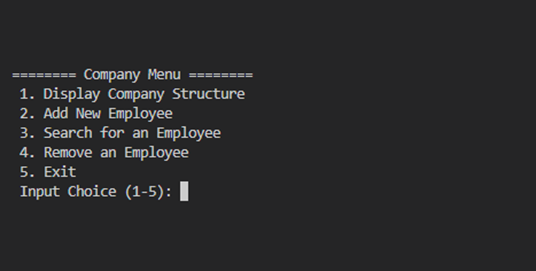 ======== Company Menu ========
1. Display Company Structure
2. Add New Employee
3. Search for an Employee
4. Remove an Employee
5. Exit
Input Choice (1-5):